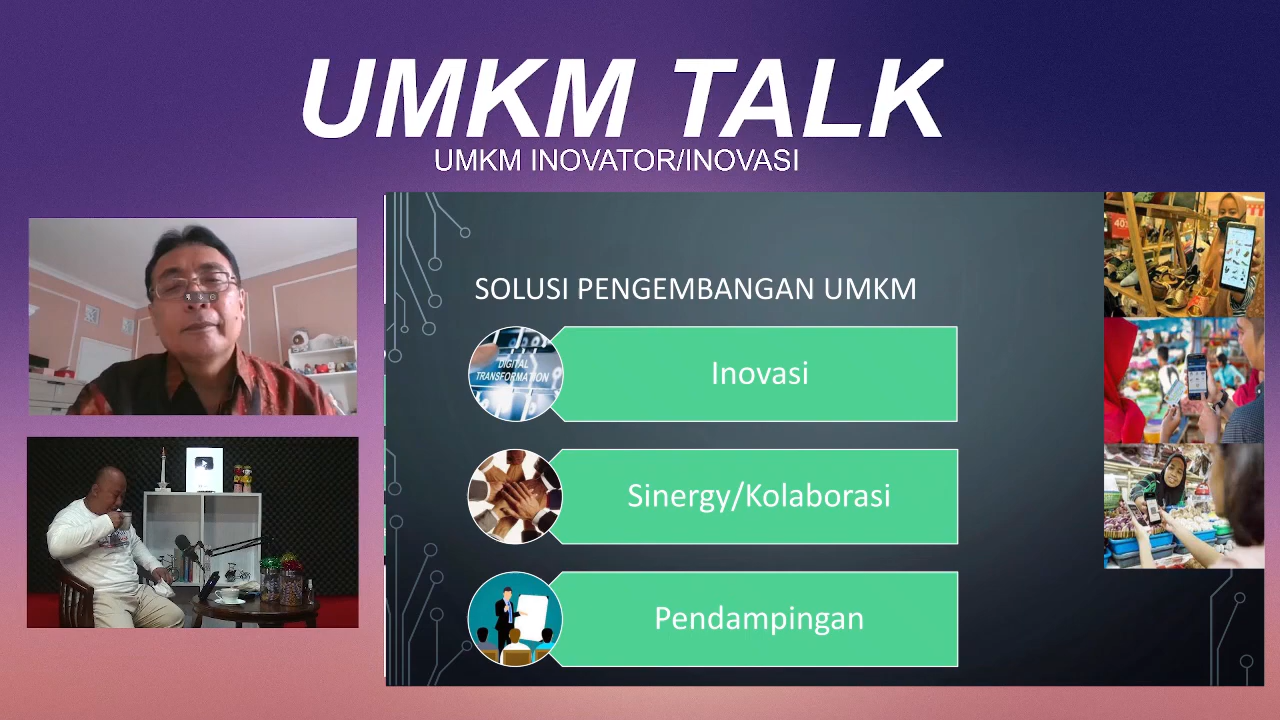 UMKM TALK
UMKM INOVATOR/INOVASI
SOLUSI PENGEMBANGAN UMKM
DIGITAL
TRANSFORMATION
Inovasi
Sinergy/Kolaborasi
Pendampingan